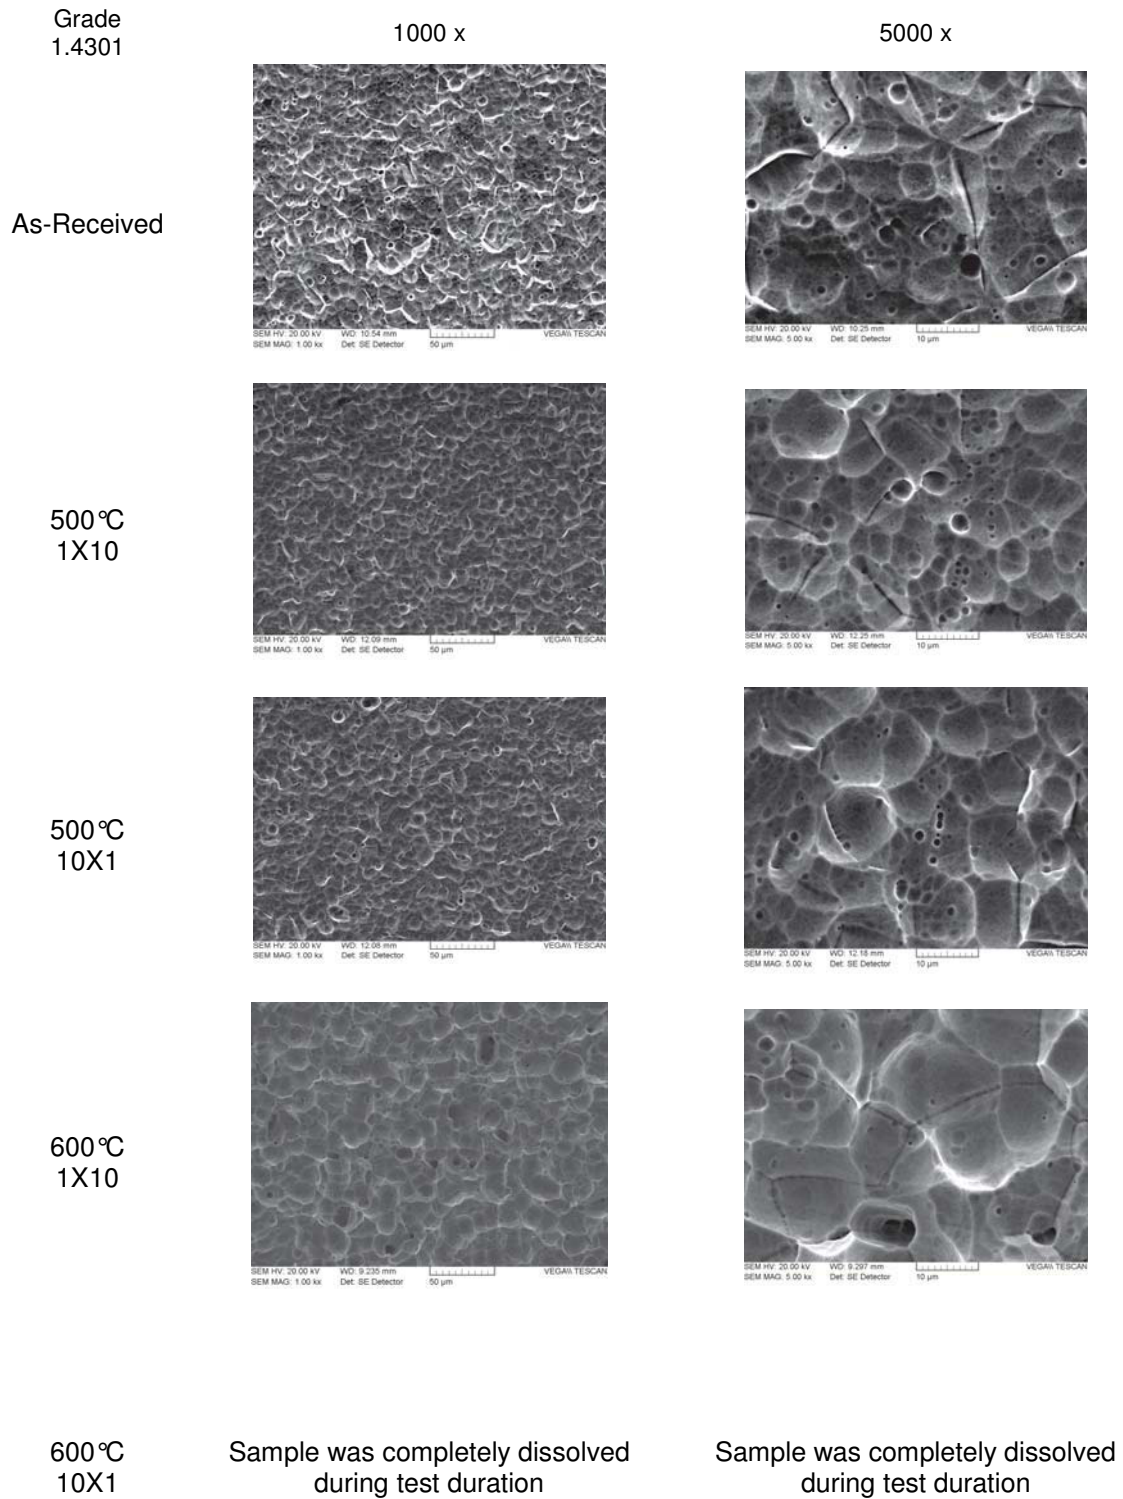 Grade
1.4301
1000 x
5000 x
As-Received
SEM HV: 20.00 kV WD: 10.54 mm VEGA\\ TESCAN
SEM MAG: 1.00 kx Det: SE Detector 50 µm
SEM HV: 20.00 kV WD: 10.25 mm VEGA\\ TESCAN
SEM MAG: 5.00 kx Det: SE Detector 10 µm
500°C
1X10
SEM HV: 20.00 kV WD: 12.09 mm VEGA\\ TESCAN
SEM MAG: 1.00 kx Det: SE Detector 50 µm
SEM HV: 20.00 kV WD: 12.25 mm VEGA\\ TESCAN
SEM MAG: 5.00 kx Det: SE Detector 10 µm
500°C
10X1
SEM HV: 20.00 kV WD: 12.08 mm VEGA\\ TESCAN
SEM MAG: 1.00 kx Det: SE Detector 50 µm
SEM HV: 20.00 kV WD: 12.18 mm VEGA\\ TESCAN
SEM MAG: 5.00 kx Det: SE Detector 10 µm
600°C
1X10
SEM HV: 20.00 kV WD: 9.235 mm VEGA\\ TESCAN
SEM MAG: 1.00 kx Det: SE Detector 50 µm
SEM HV: 20.00 kV WD: 9.297 mm VEGA\\ TESCAN
SEM MAG: 5.00 kx Det: SE Detector 10 µm
600°C
10X1
Sample was completely dissolved
during test duration
Sample was completely dissolved
during test duration